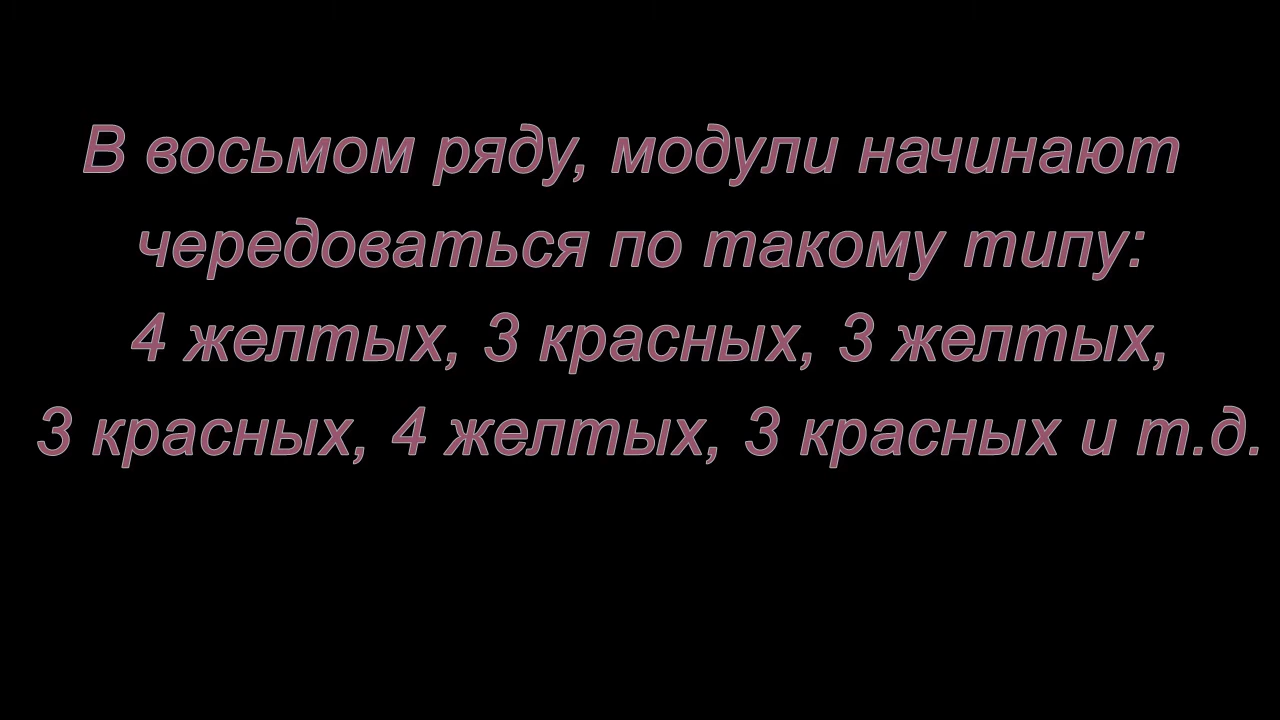 В восьмом ряду, модули начинают
чередоваться по такому типу:
4 желтых, 3 красных, 3 желтых,
3 красных, 4 желтых, 3 красных и т.д.